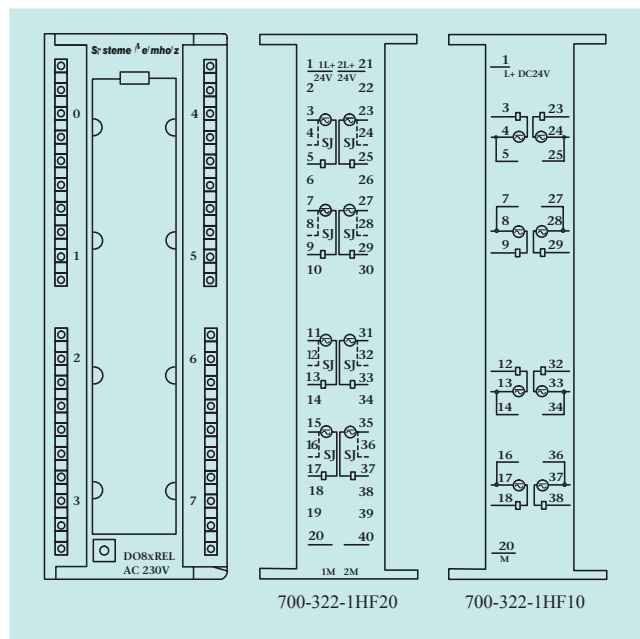 Systeme Helmholz
0 4
1 5
2 6
3 7
DO8xREL
AC 230V
1 1L+ 2L+ 21
24V 24V
2 22
3 23
4 24
SJ SJ
5 25
6 26
7 27
8 28
SJ SJ
9 29
10 30
11 31
12 32
SJ SJ
13 33
14 34
15 35
16 36
SJ SJ
17 37
18 38
19 39
20 40
1M 2M
700-322-1HF20
1
L+ DC24V
3 23
4 24
5 25
7 27
8 28
9 29
12 32
13 33
14 34
16 36
17 37
18 38
20
M
700-322-1HF10